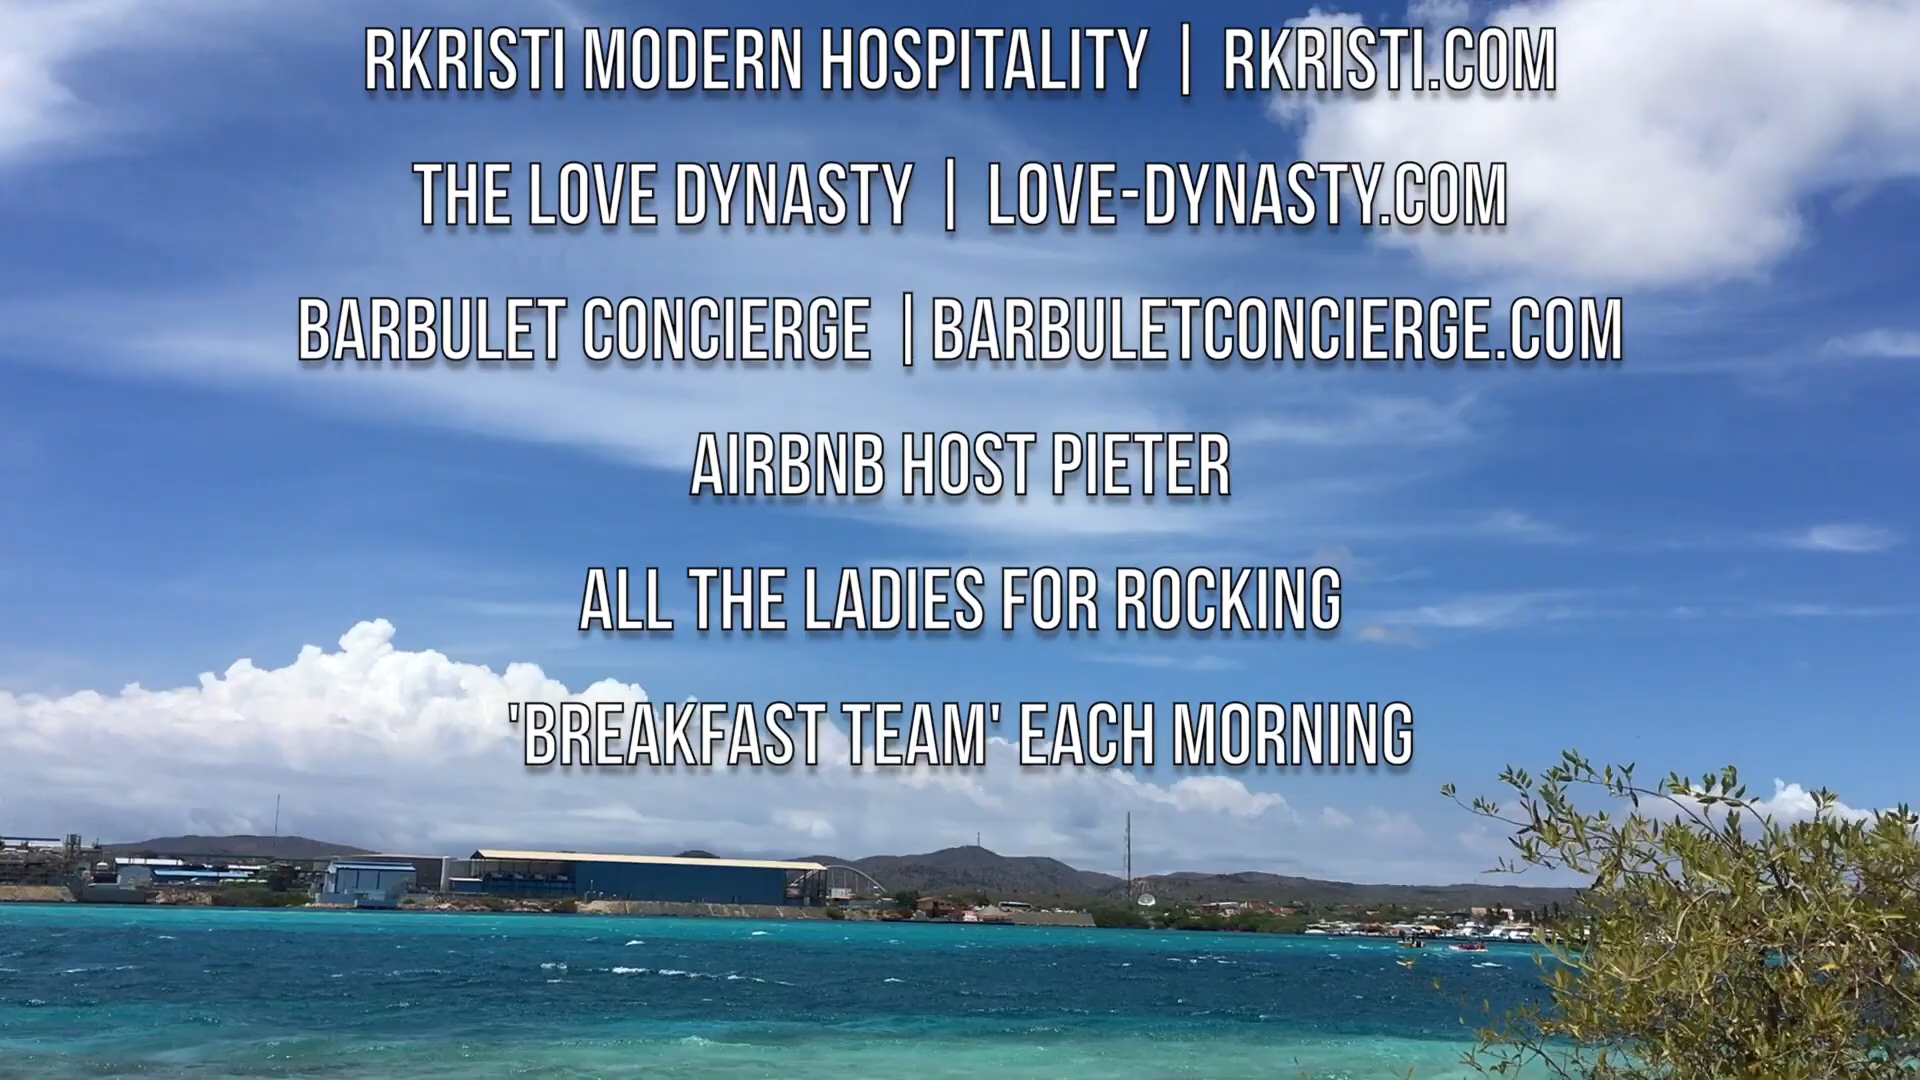 RKRISTI MODERN HOSPITALITY | RKRISTI.COM
THE LOVE DYNASTY | LOVE-DYNASTY.COM
BARBULET CONCIERGE | BARBULETCONCIERGE.COM
AIRBNB HOST PIETER
ALL THE LADIES FOR ROCKING
'BREAKFAST TEAM' EACH MORNING